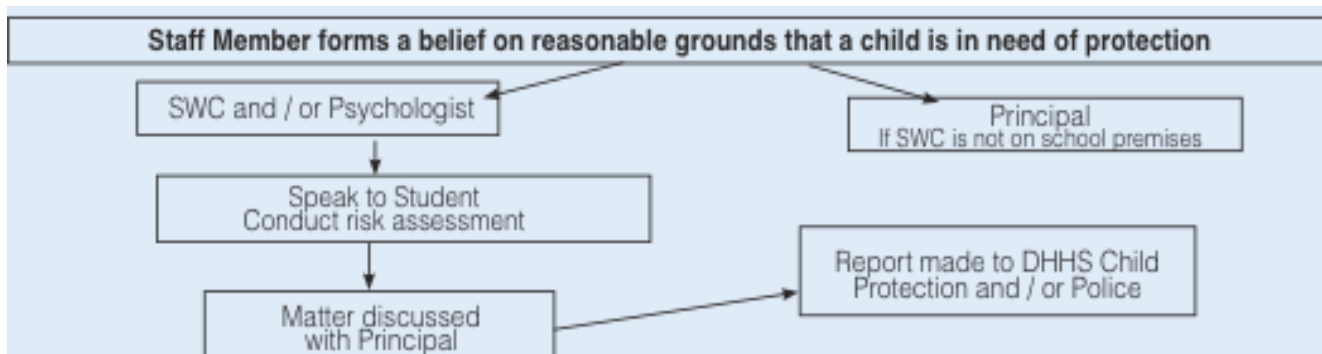 Staff Member forms a belief on reasonable grounds that a child is in need of protection
SWC and / or Psychologist
Principal
If SWC is not on school premises
Speak to Student
Conduct risk assessment
Report made to DHHS Child
Protection and / or Police
Matter discussed
with Principal